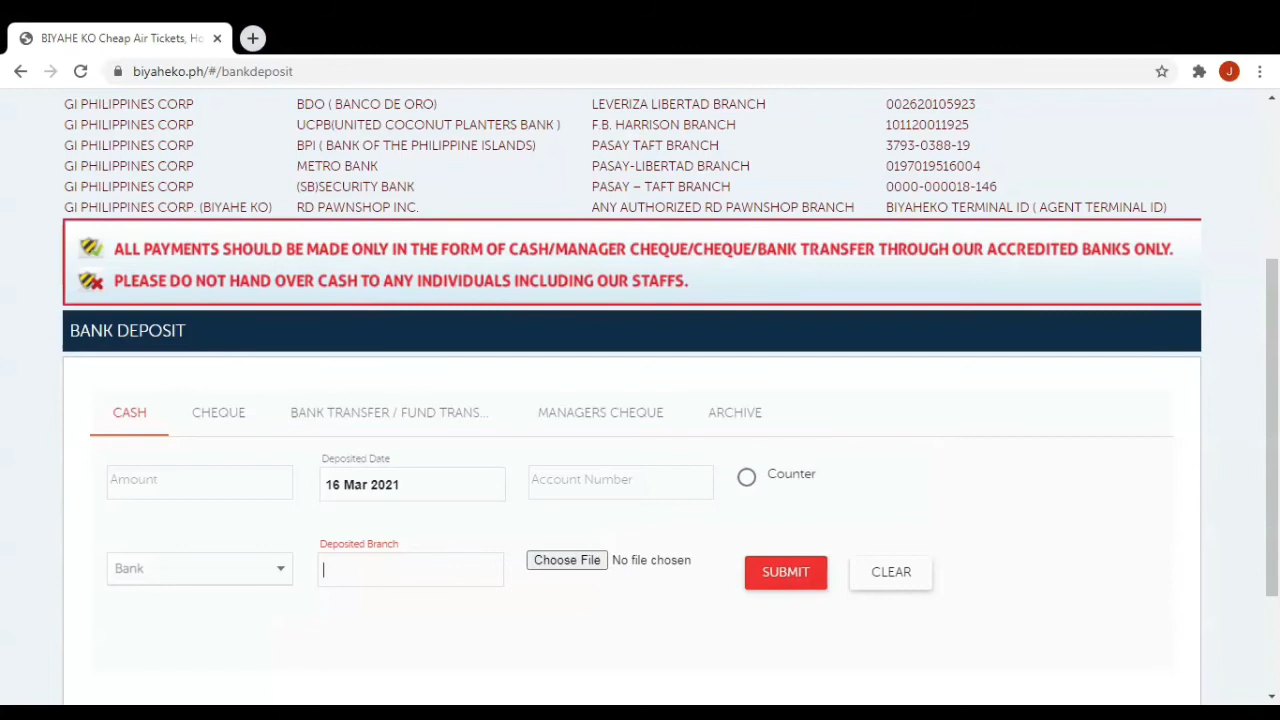 BIYAHE KO Cheap Air Tickets, Ho
biyaheko.ph/#/bankdeposit
J
GI PHILIPPINES CORP BDO ( BANCO DE ORO) LEVERIZA LIBERTAD BRANCH 002620105923
GI PHILIPPINES CORP UCPB(UNITED COCONUT PLANTERS BANK ) F.B. HARRISON BRANCH 101120011925
GI PHILIPPINES CORP BPI ( BANK OF THE PHILIPPINE ISLANDS) PASAY TAFT BRANCH 3793-0388-19
GI PHILIPPINES CORP METRO BANK PASAY-LIBERTAD BRANCH 0197019516004
GI PHILIPPINES CORP (SB)SECURITY BANK PASAY – TAFT BRANCH 0000-000018-146
GI PHILIPPINES CORP. (BIYAHE KO) RD PAWNSHOP INC. ANY AUTHORIZED RD PAWNSHOP BRANCH BIYAHEKO TERMINAL ID ( AGENT TERMINAL ID)
ALL PAYMENTS SHOULD BE MADE ONLY IN THE FORM OF CASH/MANAGER CHEQUE/CHEQUE/BANK TRANSFER THROUGH OUR ACCREDITED BANKS ONLY.
PLEASE DO NOT HAND OVER CASH TO ANY INDIVIDUALS INCLUDING OUR STAFFS.
BANK DEPOSIT
CASH CHEQUE BANK TRANSFER / FUND TRANS... MANAGERS CHEQUE ARCHIVE
Deposited Date
Amount 16 Mar 2021 Account Number Counter
Deposited Branch
Bank Choose File No file chosen SUBMIT CLEAR